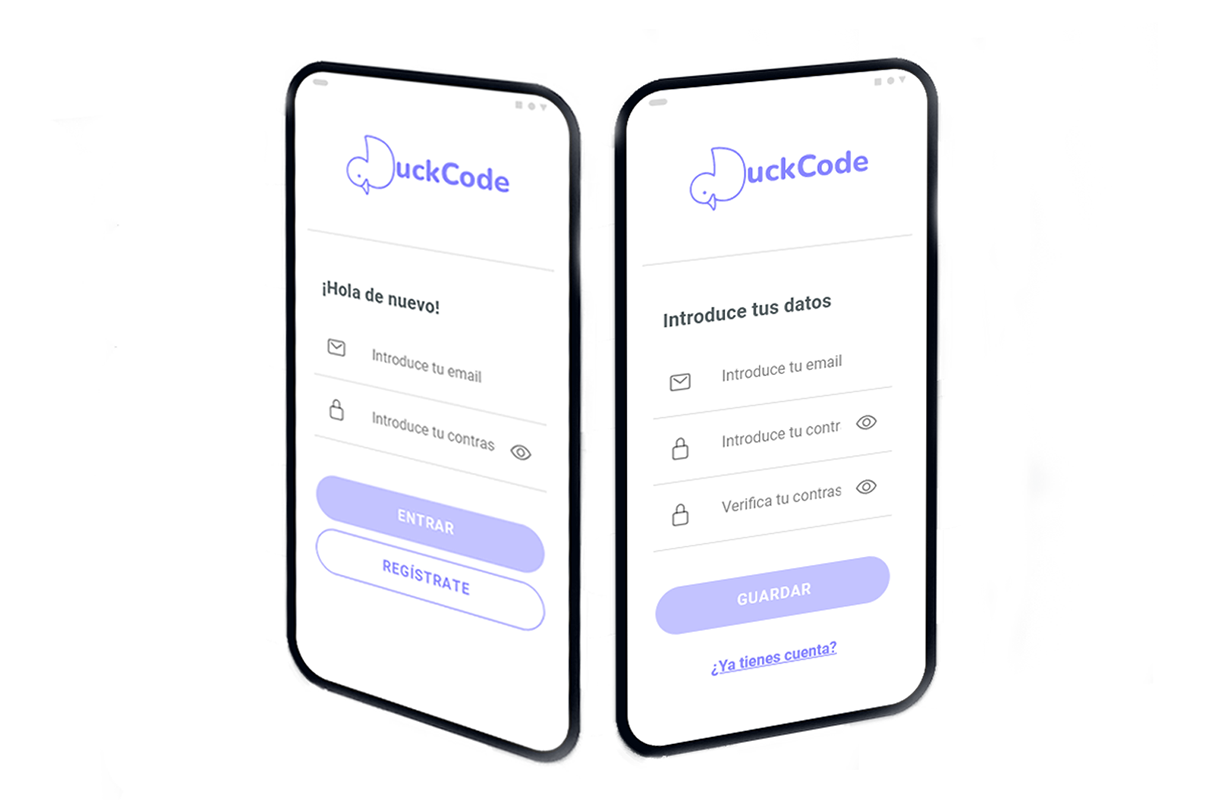 DuckCode
¡Hola de nuevo!
Introduce tu email
Introduce tu contras
ENTRAR
REGÍSTRATE
DuckCode
Introduce tus datos
Introduce tu email
Introduce tu contr
Verifica tu contras
GUARDAR
¿Ya tienes cuenta?